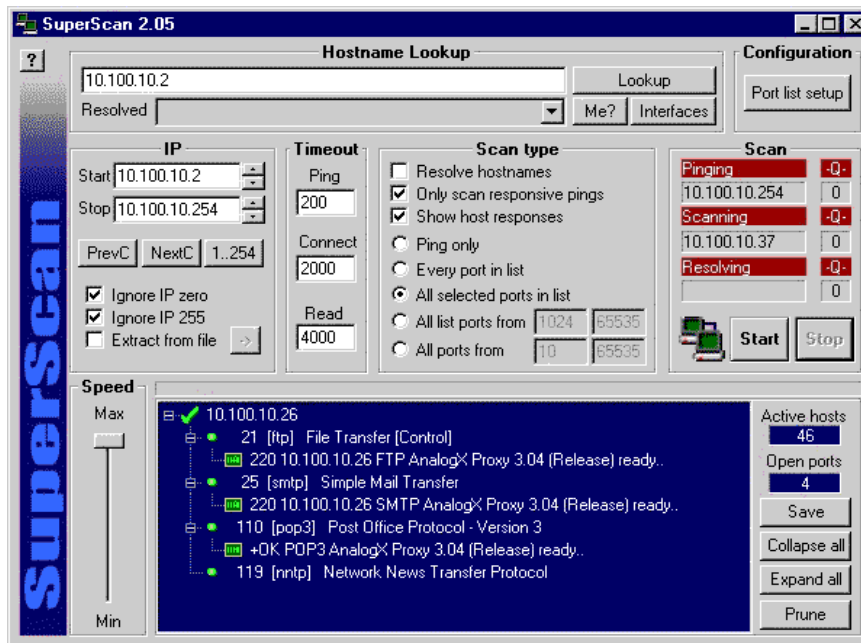 SuperScan 2.05
?
Hostname Lookup
10.100.10.2
Lookup
Resolved
Me?
Interfaces
Configuration
Port list setup
IP
Start 10.100.10.2
Stop 10.100.10.254
PrevC NextC 1..254
Ignore IP zero
Ignore IP 255
Extract from file ->
Timeout
Ping
200
Connect
2000
Read
4000
Scan type
Resolve hostnames
Only scan responsive pings
Show host responses
Ping only
Every port in list
All selected ports in list
All list ports from 1024 65535
All ports from 10 65535
Scan
Pinging -Q-
10.100.10.254 0
Scanning -Q-
10.100.10.37 0
Resolving -Q-
0
Start Stop
SuperScan
Speed
Max
Min
10.100.10.26
21 [ftp] File Transfer [Control]
220 10.100.10.26 FTP AnalogX Proxy 3.04 (Release) ready..
25 [smtp] Simple Mail Transfer
220 10.100.10.26 SMTP AnalogX Proxy 3.04 (Release) ready..
110 [pop3] Post Office Protocol - Version 3
+OK POP3 AnalogX Proxy 3.04 (Release) ready..
119 [nntp] Network News Transfer Protocol
Active hosts
46
Open ports
4
Save
Collapse all
Expand all
Prune